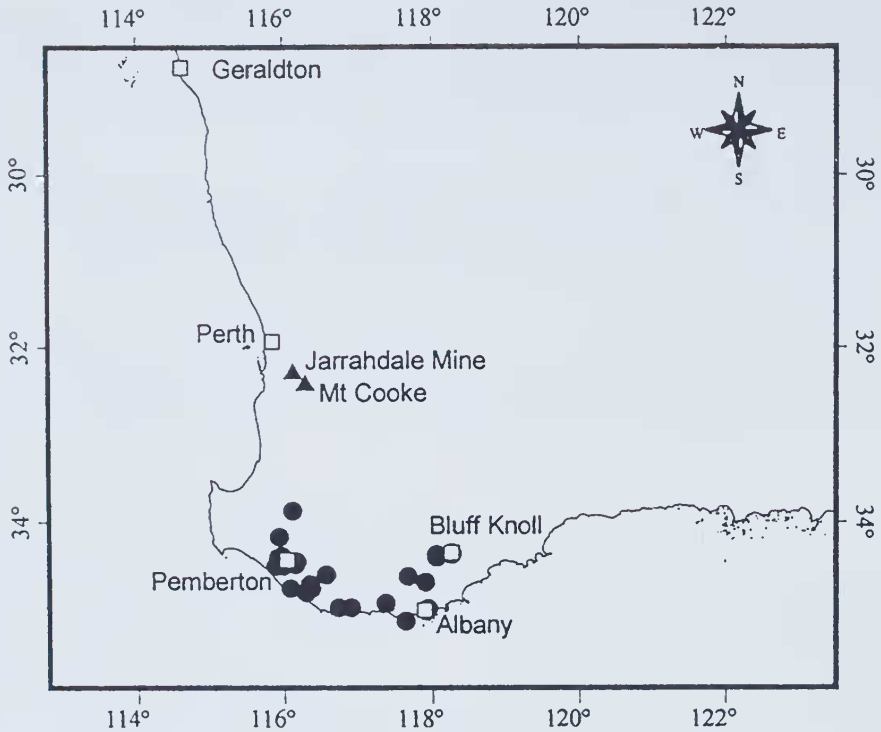 114° 116° 118° 120° 122°
Geraldton
N
W E
S
30° 30°
Perth
32° 32°
Jarrahdale Mine
Mt Cooke
34° 34°
Bluff Knoll
Pemberton
Albany
114° 116° 118° 120° 122°